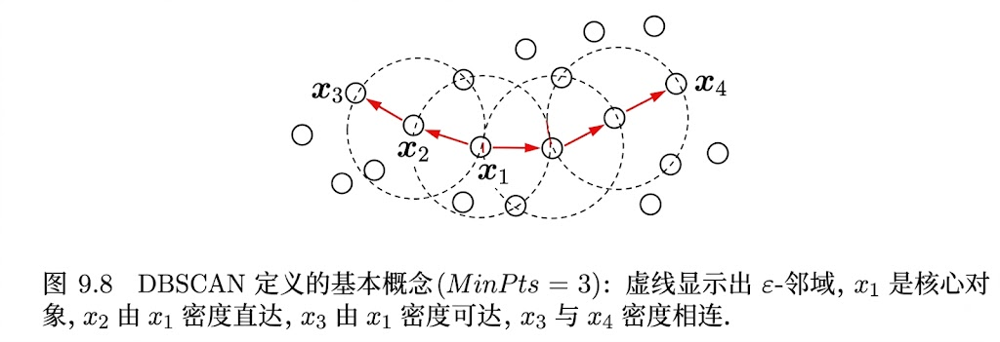 x₃
x₄
x₂
x₁
图 9.8 DBSCAN 定义的基本概念(MinPts = 3): 虚线显示出 ε-邻域, x₁ 是核心对
象, x₂ 由 x₁ 密度直达, x₃ 由 x₁ 密度可达, x₃ 与 x₄ 密度相连.